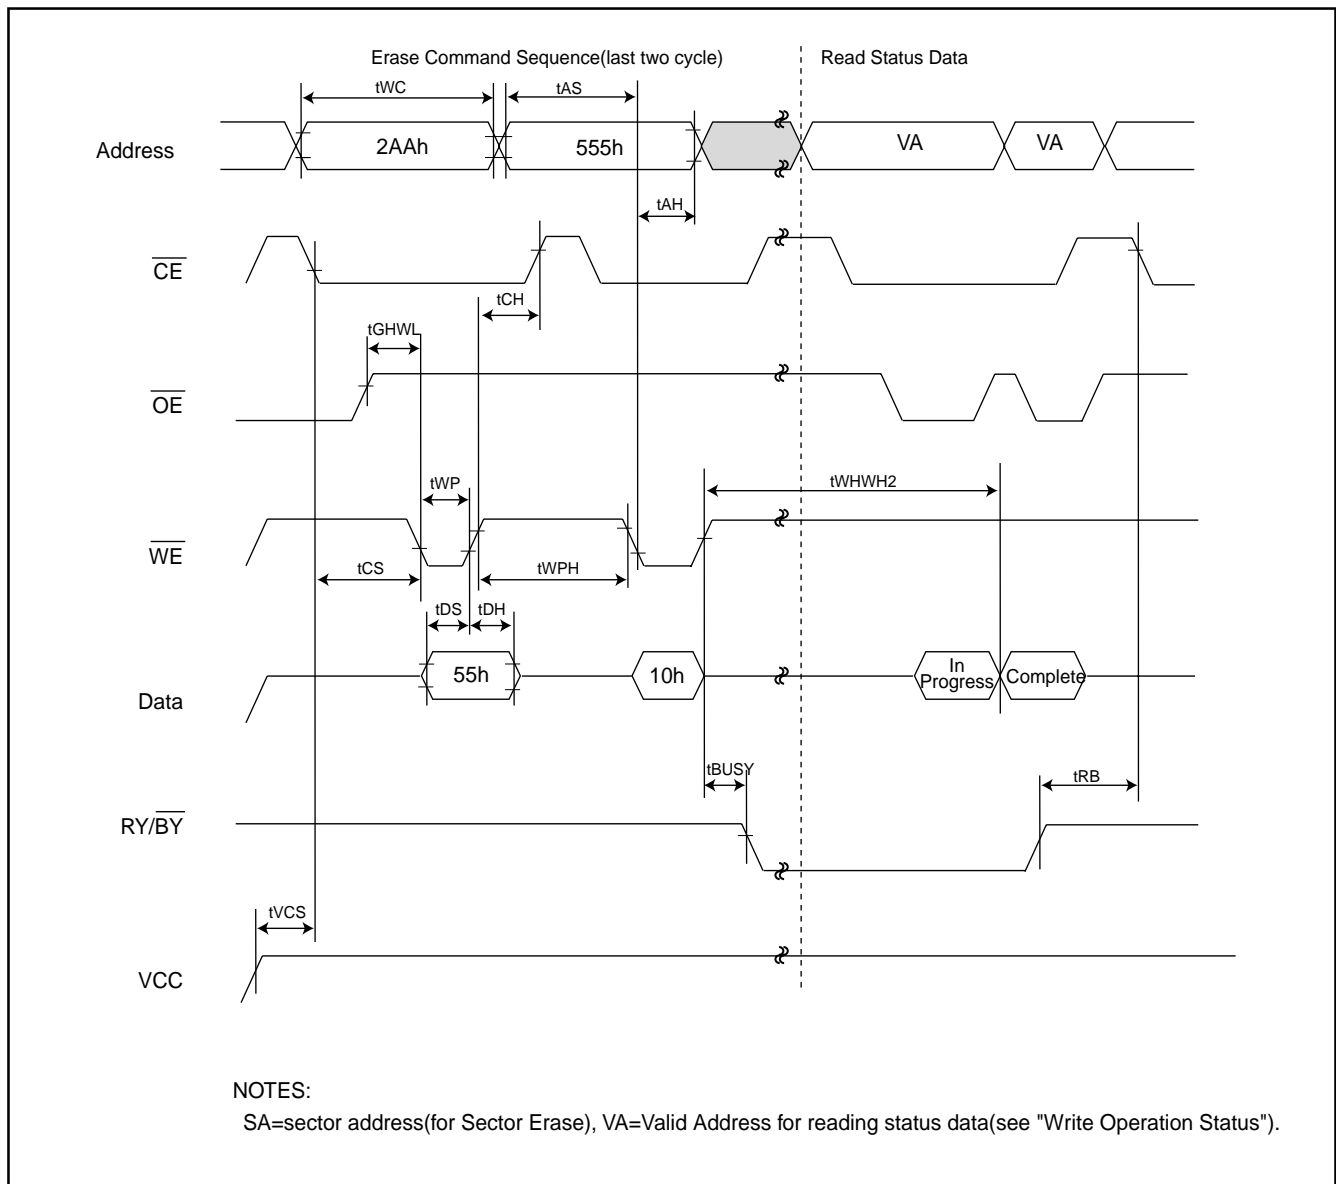 Erase Command Sequence(last two cycle)
Read Status Data
tWC
tAS
Address
2AAh
555h
VA
VA
tAH
CE
tCH
tGHWL
OE
tWP
tWHWH2
WE
tCS
tWPH
tDS
tDH
Data
55h
10h
In
Progress
Complete
tBUSY
tRB
RY/BY
tVCS
VCC
NOTES:
SA=sector address(for Sector Erase), VA=Valid Address for reading status data(see "Write Operation Status").